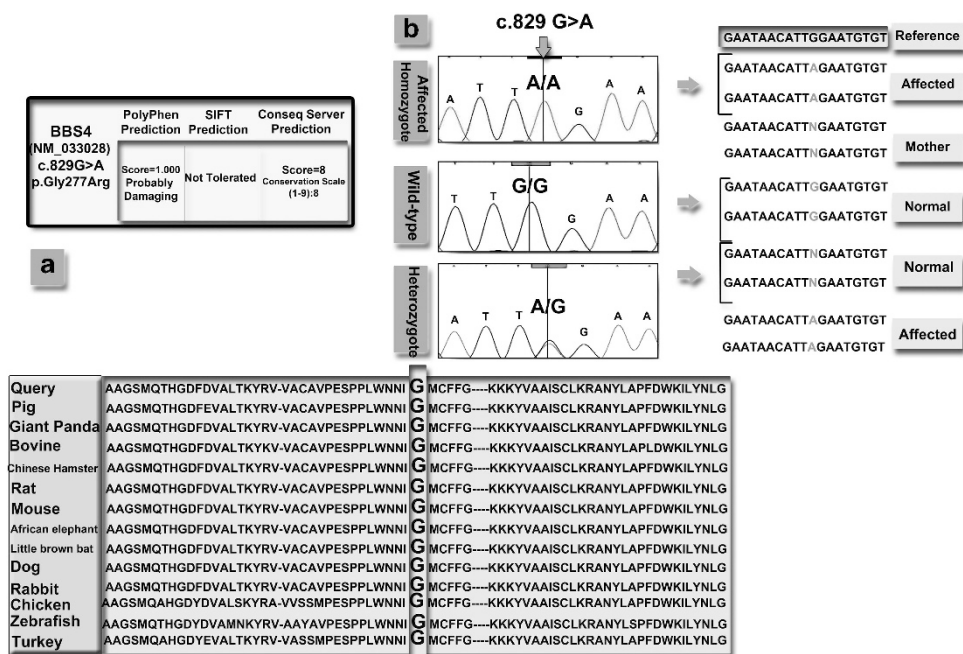 b
c.829 G>A
Affected
Homozygote
A T T A/A G A A
Wild-type
T T G/G G A A
Heterozygote
A T T A/G G A A
GAATAACATTGGAATGTGT Reference
GAATAACATTAGAATGTGT
Affected
GAATAACATTAGAATGTGT
GAATAACATTNGAATGTGT
Mother
GAATAACATTNGAATGTGT
GAATAACATTGGAATGTGT
Normal
GAATAACATTGGAATGTGT
GAATAACATTNGAATGTGT
Normal
GAATAACATTNGAATGTGT
GAATAACATTAGAATGTGT
Affected
GAATAACATTAGAATGTGT
BBS4
(NM_033028)
c.829G>A
p.Gly277Arg
PolyPhen
Prediction
Score=1.000
Probably
Damaging
SIFT
Prediction
Not Tolerated
Conseq Server
Prediction
Score=8
Conservation Scale
(1-9):8
a
Query AAGSMQTHGDFDVALTKYRV-VACAVPESPPLWNNI G MCFFG----KKKYVAAISCLKRANYLAPFDWKILYNLG
Pig AAGSMQTHGDFEVALTKYRV-VACAVPESPPLWNNI G MCFFG----KKKYVAAISCLKRANYLAPFDWKILYNLG
Giant Panda AAGSMQTHGDFDVALTKYRV-VACAVPESPPLWNNI G MCFFG----KKKYVAAISCLKRANYLAPFDWKILYNLG
Bovine AAGSMQTHGDFDVALTKYKV-VACAVPESPPLWNNI G MCFFG----KKKYVAAISCLKRANYLAPLDWKILYNLG
Chinese Hamster AAGSMQTHGDFDVALTKYRV-VACAVPESPPLWNNI G MCFFG----KKKYVAAISCLKRANYLAPFDWKILYNLG
Rat AAGSMQTHGDFDVALTKYRV-VACAVPESPPLWNNI G MCFFG----KKKYVAAISCLKRANYLAPFDWKILYNLG
Mouse AAGSMQTHGDFDVALTKYRV-VACAVPESPPLWNNI G MCFFG----KKKYVAAISCLKRANYLAPFDWKILYNLG
African elephant AAGSMQTHGDFDVALTKYRV-VACAVPESPPLWNNI G MCFFG----KKKYVAAISCLKRANYLAPFDWKILYNLG
Little brown bat AAGSMQTHGDFDVALTKYRV-VACAVPESPPLWNNI G MCFFG----KKKYVAAISCLKRANYLAPFDWKILYNLG
Dog AAGSMQTHGDFDVALTKYRV-VACAVPESPPLWNNI G MCFFG----KKKYVAAISCLKRANYLAPFDWKILYNLG
Rabbit AAGSMQTHGDFDVALTKYRV-VACAVPESPPLWNNI G MCFFG----KKKYVAAISCLKRANYLAPFDWKILYNLG
Chicken AAGSMQAHGDYDVALSKYRA-VVSSMPESPPLWNNI G MCFFG----KKKYVAAISCLKRANYLAPFDWKILYNLG
Zebrafish AAGSMQTHGDYDVAMNKYRV-AAYAVPESPPLWNNI G MCFFG----KKKYVAAISCLKRANYLSPFDWKILYNLG
Turkey AAGSMQAHGDYEVALTKYRV-VASSMPESPPLWNNI G MCFFG----KKKYVAAISCLKRANYLAPFDWKILYNLG